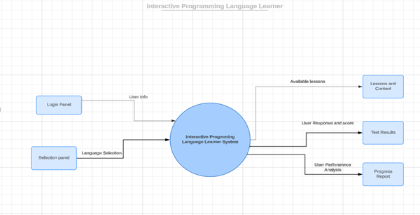 Interactive Programming Language Learner
Available lessons
Lessons and
Content
User Info
Login Panel
User Response and score
Interactive Programming
Language Learner System
Test Results
Language Selection
Selection panel
User Performance
Analysis
Progress
Report